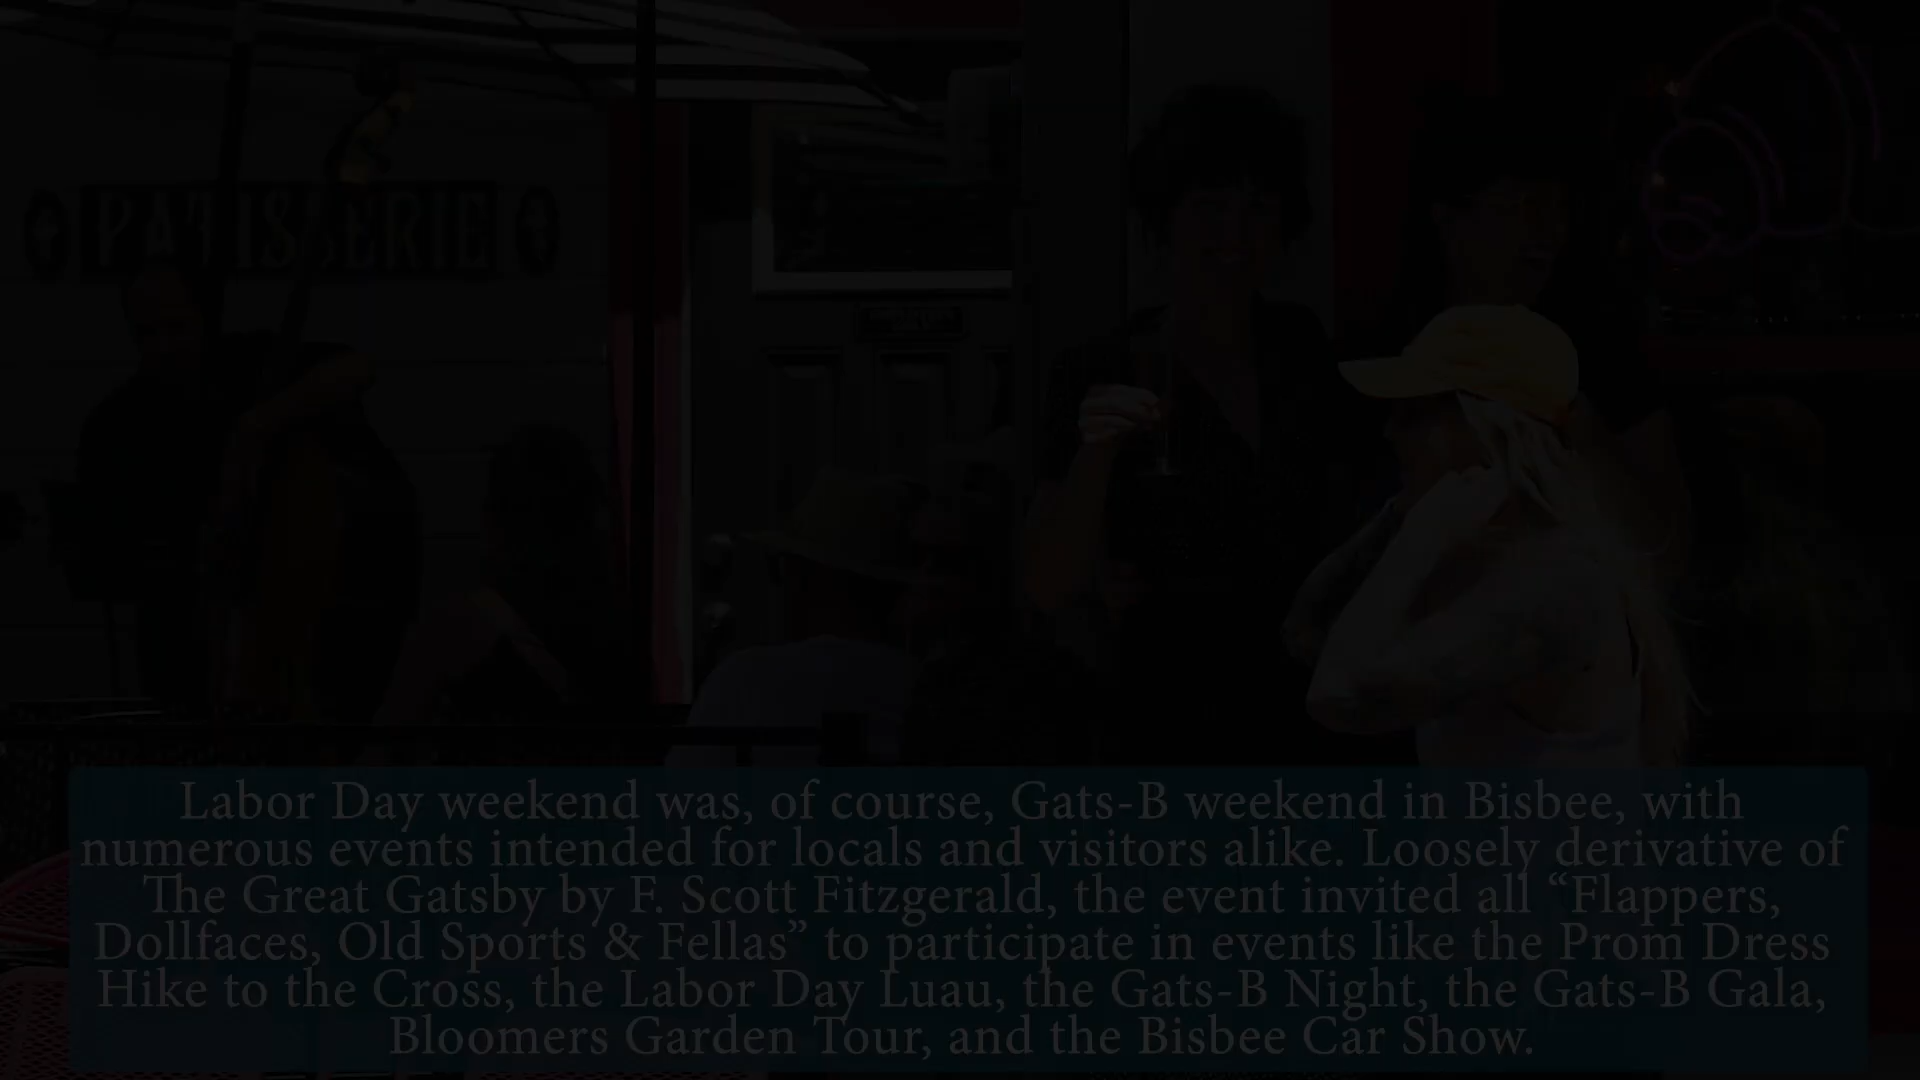 PATISSERIE
Labor Day weekend was, of course, Gats-B weekend in Bisbee, with
numerous events intended for locals and visitors alike. Loosely derivative of
The Great Gatsby by F. Scott Fitzgerald, the event invited all “Flappers,
Dollfaces, Old Sports & Fellas” to participate in events like the Prom Dress
Hike to the Cross, the Labor Day Luau, the Gats-B Night, the Gats-B Gala,
Bloomers Garden Tour, and the Bisbee Car Show.